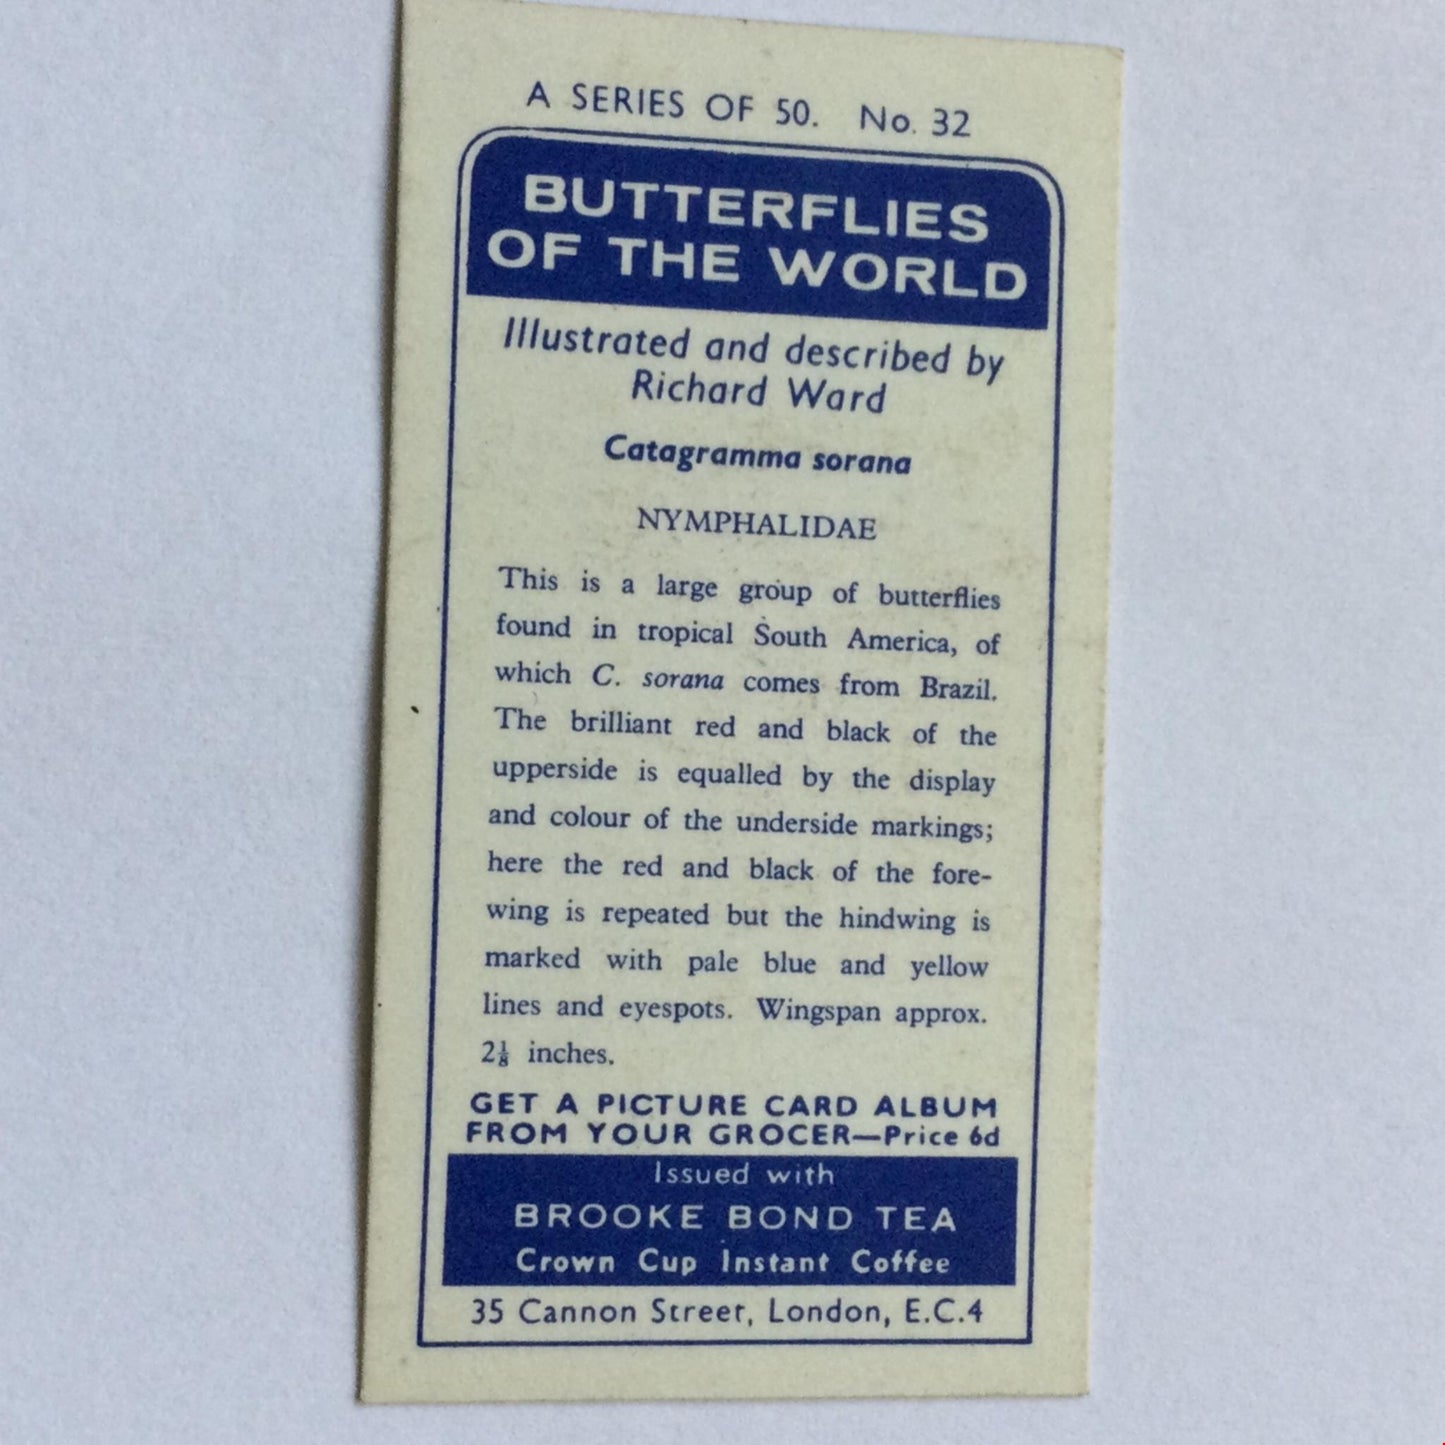 A SERIES OF 50. No. 32
BUTTERFLIES
OF THE WORLD
Illustrated and described by
Richard Ward
Catagramma sorana
NYMPHALIDAE
This is a large group of butterflies
found in tropical South America, of
which C. sorana comes from Brazil.
The brilliant red and black of the
upperside is equalled by the display
and colour of the underside markings;
here the red and black of the fore-
wing is repeated but the hindwing is
marked with pale blue and yellow
lines and eyespots. Wingspan approx.
2⅛ inches.
GET A PICTURE CARD ALBUM
FROM YOUR GROCER—Price 6d
Issued with
BROOKE BOND TEA
Crown Cup Instant Coffee
35 Cannon Street, London, E.C.4